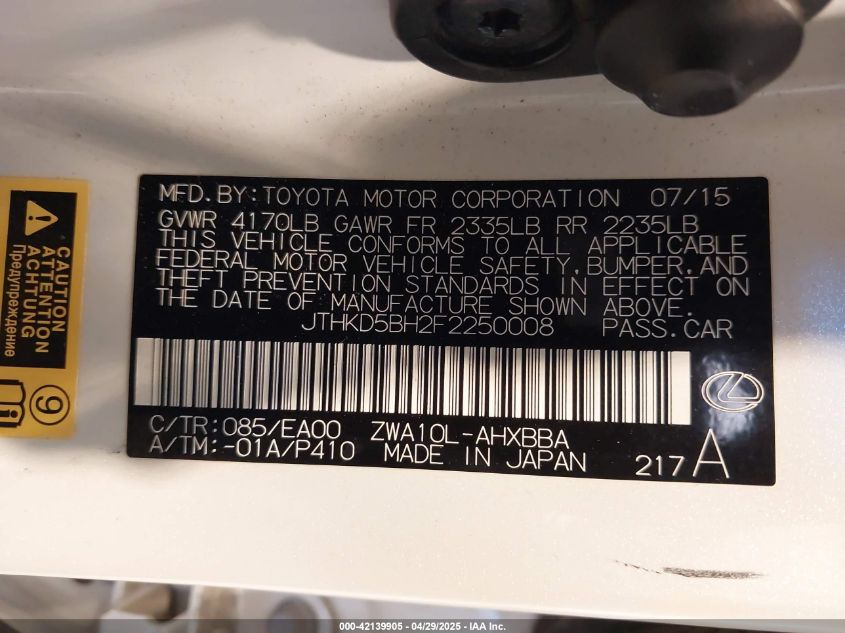 MFD.BY:TOYOTA MOTOR CORPORATION 07/15
GVWR 4170LB GAWR FR 2335LB RR 2235LB
THIS VEHICLE CONFORMS TO ALL APPLICABLE
FEDERAL MOTOR VEHICLE SAFETY,BUMPER,AND
THEFT PREVENTION STANDARDS IN EFFECT ON
THE DATE OF MANUFACTURE SHOWN ABOVE.
JTHKD5BH2F2250008 PASS.CAR
C/TR:085/EA00 ZWA10L-AHXBBA
A/TM:-01A/P410 MADE IN JAPAN 217A
CAUTION
ATTENTION
ACHTUNG
Предупреждение
9
000-42139905 | 04/29/2025 - IAA Inc.